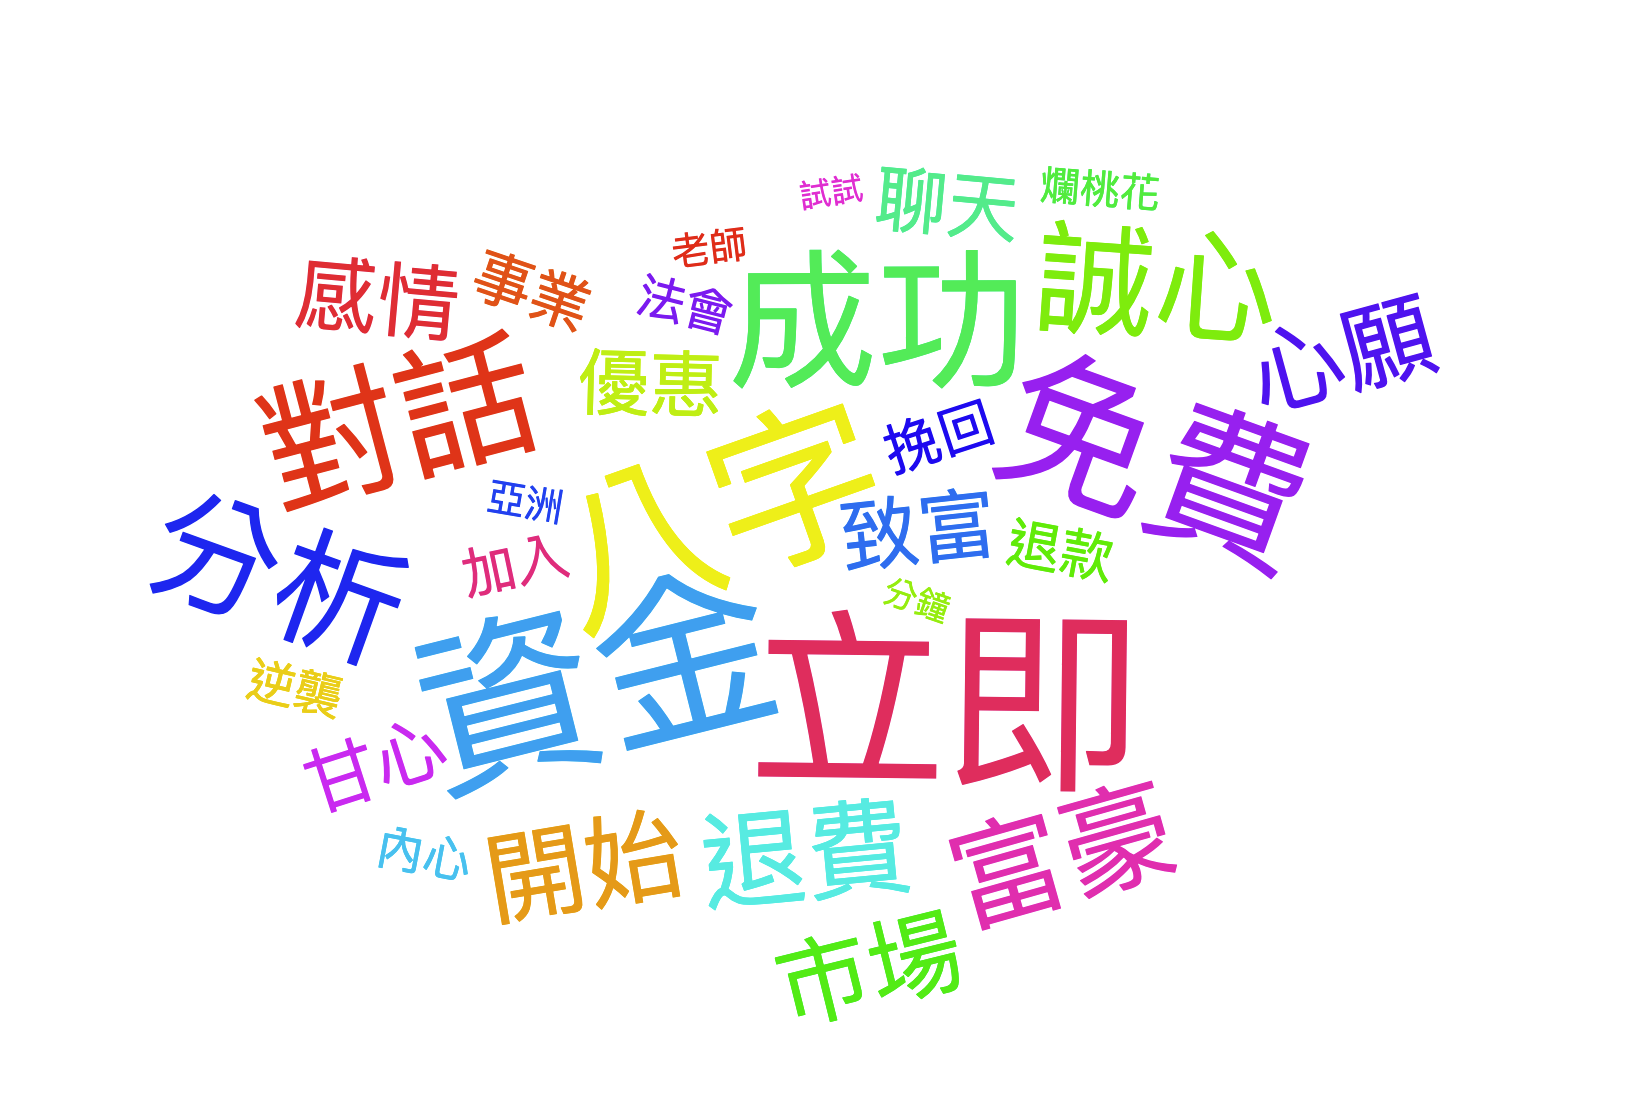 試試
聊天
爛桃花
老師
誠心
感情
事業
法會
成功
心願
優惠
對話
免費
挽回
八字
亞洲
致富
分析
加入
退款
分鐘
資金
立即
逆襲
甘心
富豪
內心
開始
退費
市場